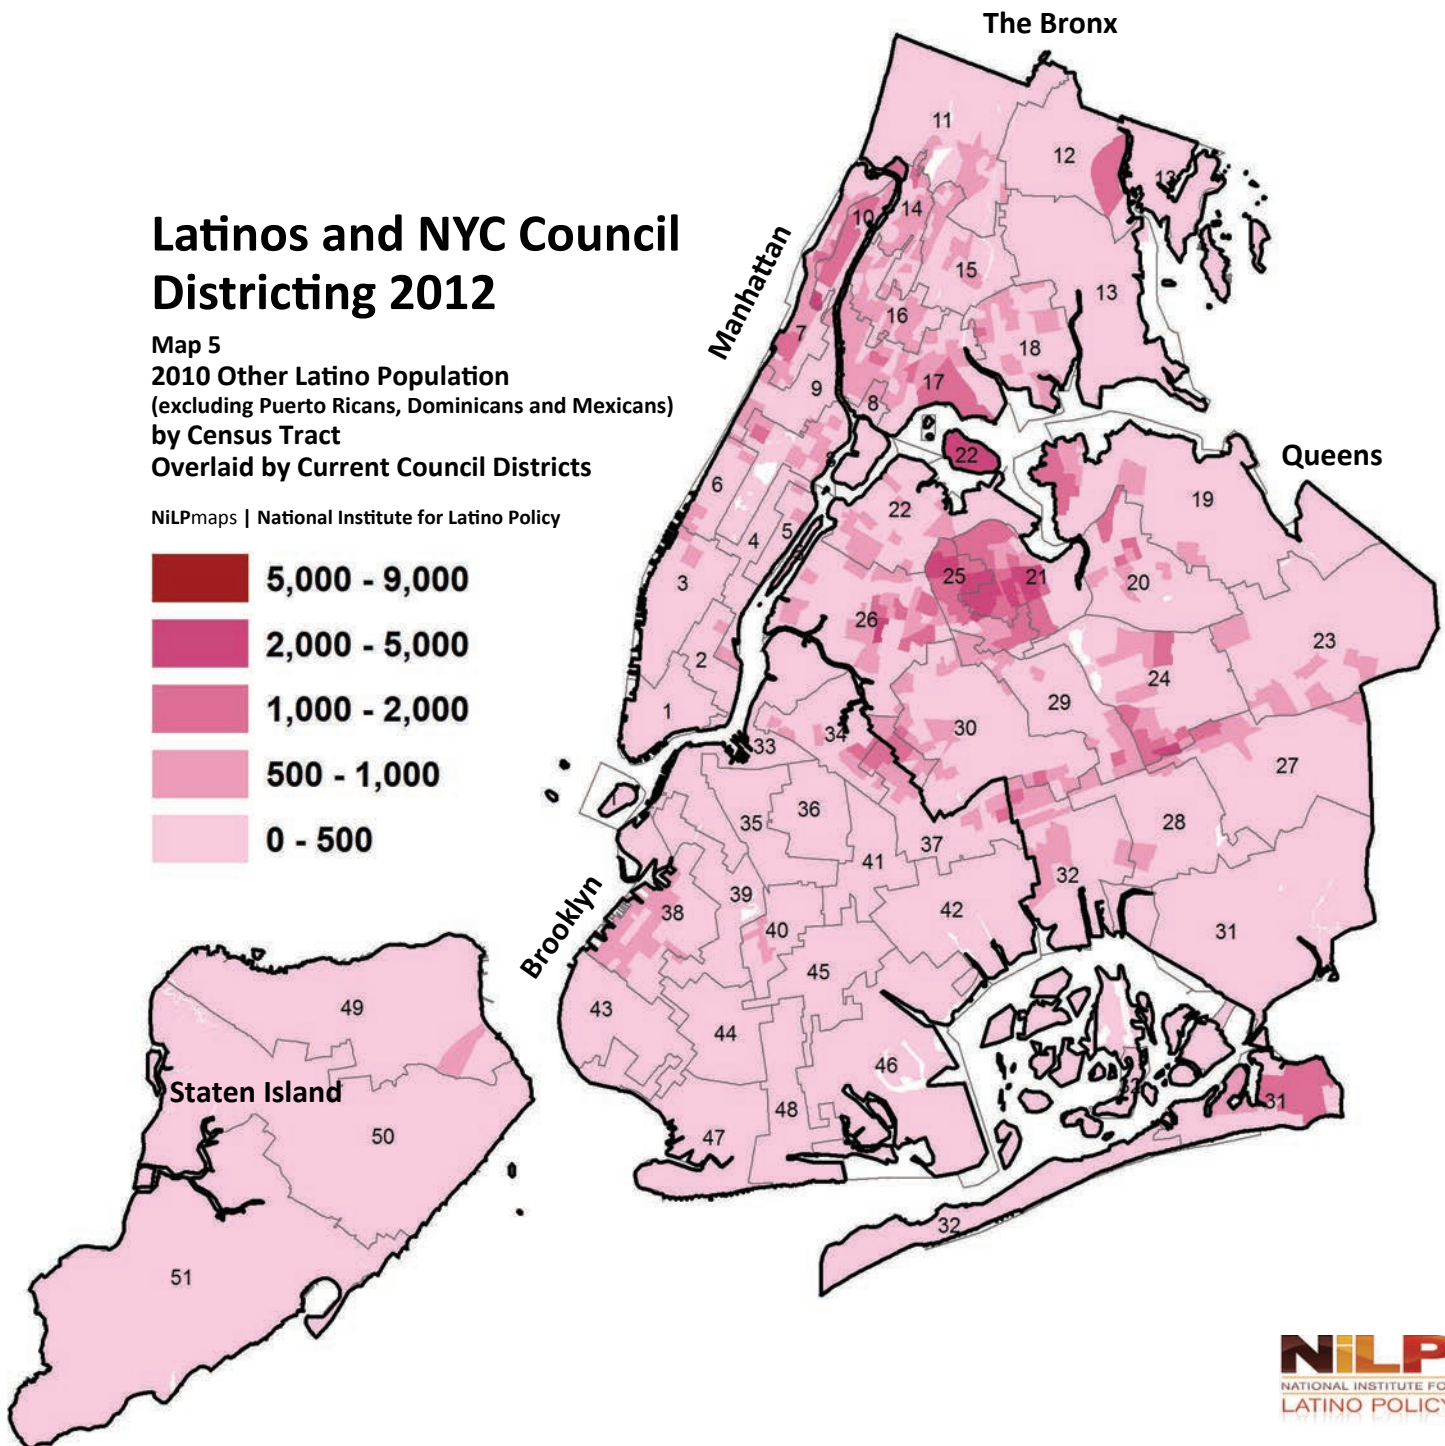 The Bronx
Latinos and NYC Council
Districting 2012
Map 5
2010 Other Latino Population
(excluding Puerto Ricans, Dominicans and Mexicans)
by Census Tract
Overlaid by Current Council Districts
NiLPmaps | National Institute for Latino Policy
5,000 - 9,000
2,000 - 5,000
1,000 - 2,000
500 - 1,000
0 - 500
Manhattan
Queens
Brooklyn
Staten Island
11
12
13
10
14
15
13
16
7
18
17
9
8
22
6
19
22
5
4
25
21
20
3
26
23
2
24
29
1
30
34
33
27
36
35
28
37
41
32
39
38
42
40
31
45
49
43
44
46
32
31
48
50
47
32
51
NiLP
NATIONAL INSTITUTE FO
LATINO POLICY